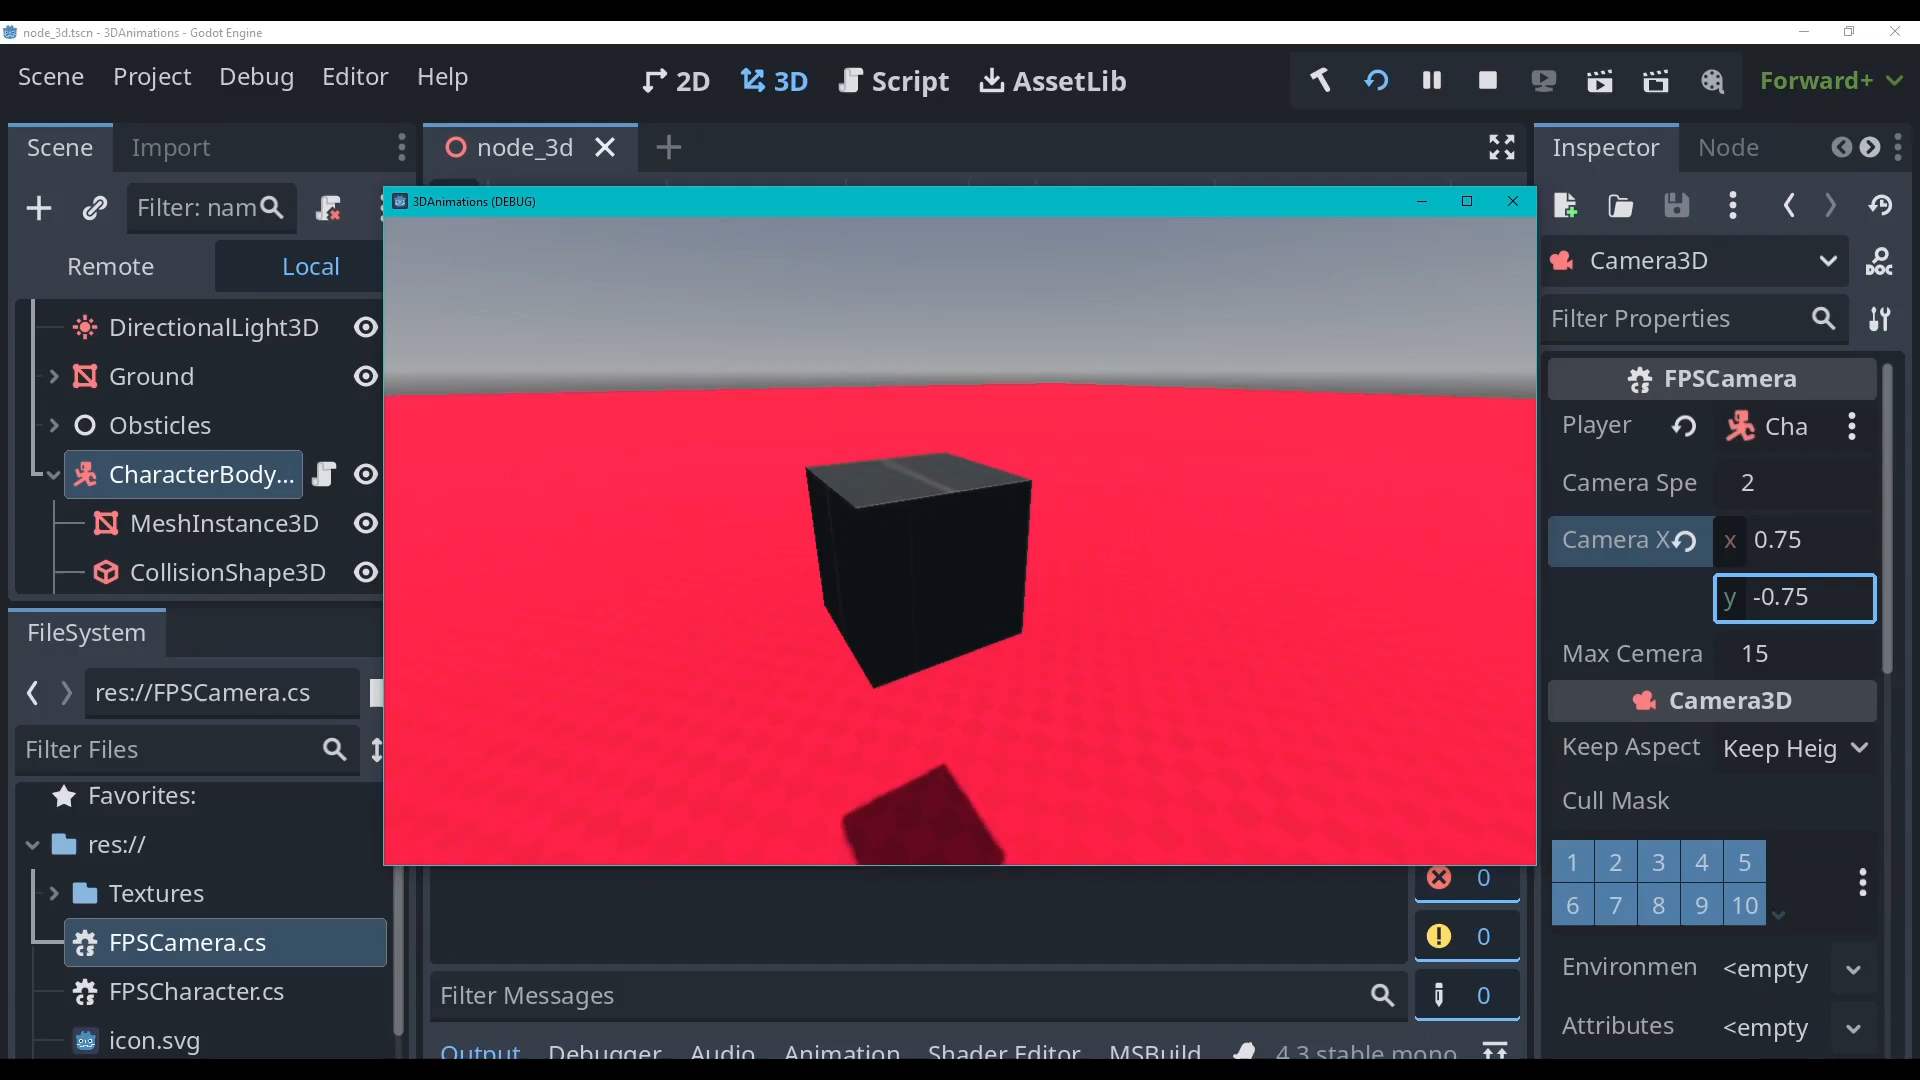 node_3d.tscn - 3DAnimations - Godot Engine
Scene Project Debug Editor Help
2D 3D Script AssetLib
Forward+
Scene Import
node_3d
Inspector Node
Filter: nam
3DAnimations (DEBUG)
Remote Local
Camera3D
DOC
Filter Properties
DirectionalLight3D
Ground
Obsticles
CharacterBody...
MeshInstance3D
CollisionShape3D
FPSCamera
Player Cha
Camera Spe 2
Camera X x 0.75
y -0.75
Max Cemera 15
Camera3D
Keep Aspect Keep Heig
Cull Mask
1 2 3 4 5
6 7 8 9 10
Environmen <empty
Attributes <empty
FileSystem
res://FPSCamera.cs
Filter Files
Favorites:
res://
Textures
FPSCamera.cs
FPSCharacter.cs
icon.svg
0
0
Filter Messages 0
Output Debugger Audio Animation Shader Editor MSBuild 4.3.stable.mono